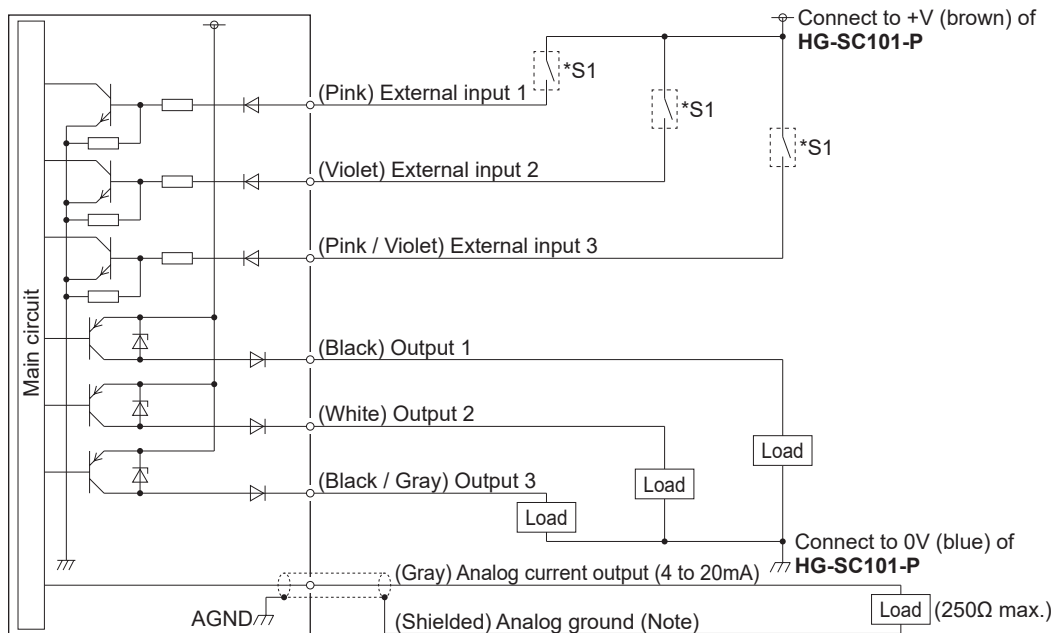 Connect to +V (brown) of
HG-SC101-P
*S1
(Pink) External input 1
*S1
*S1
(Violet) External input 2
(Pink / Violet) External input 3
Main circuit
(Black) Output 1
(White) Output 2
Load
(Black / Gray) Output 3
Load
Load
Connect to 0V (blue) of
HG-SC101-P
(Gray) Analog current output (4 to 20mA)
AGND
(Shielded) Analog ground (Note)
Load
(250Ω max.)